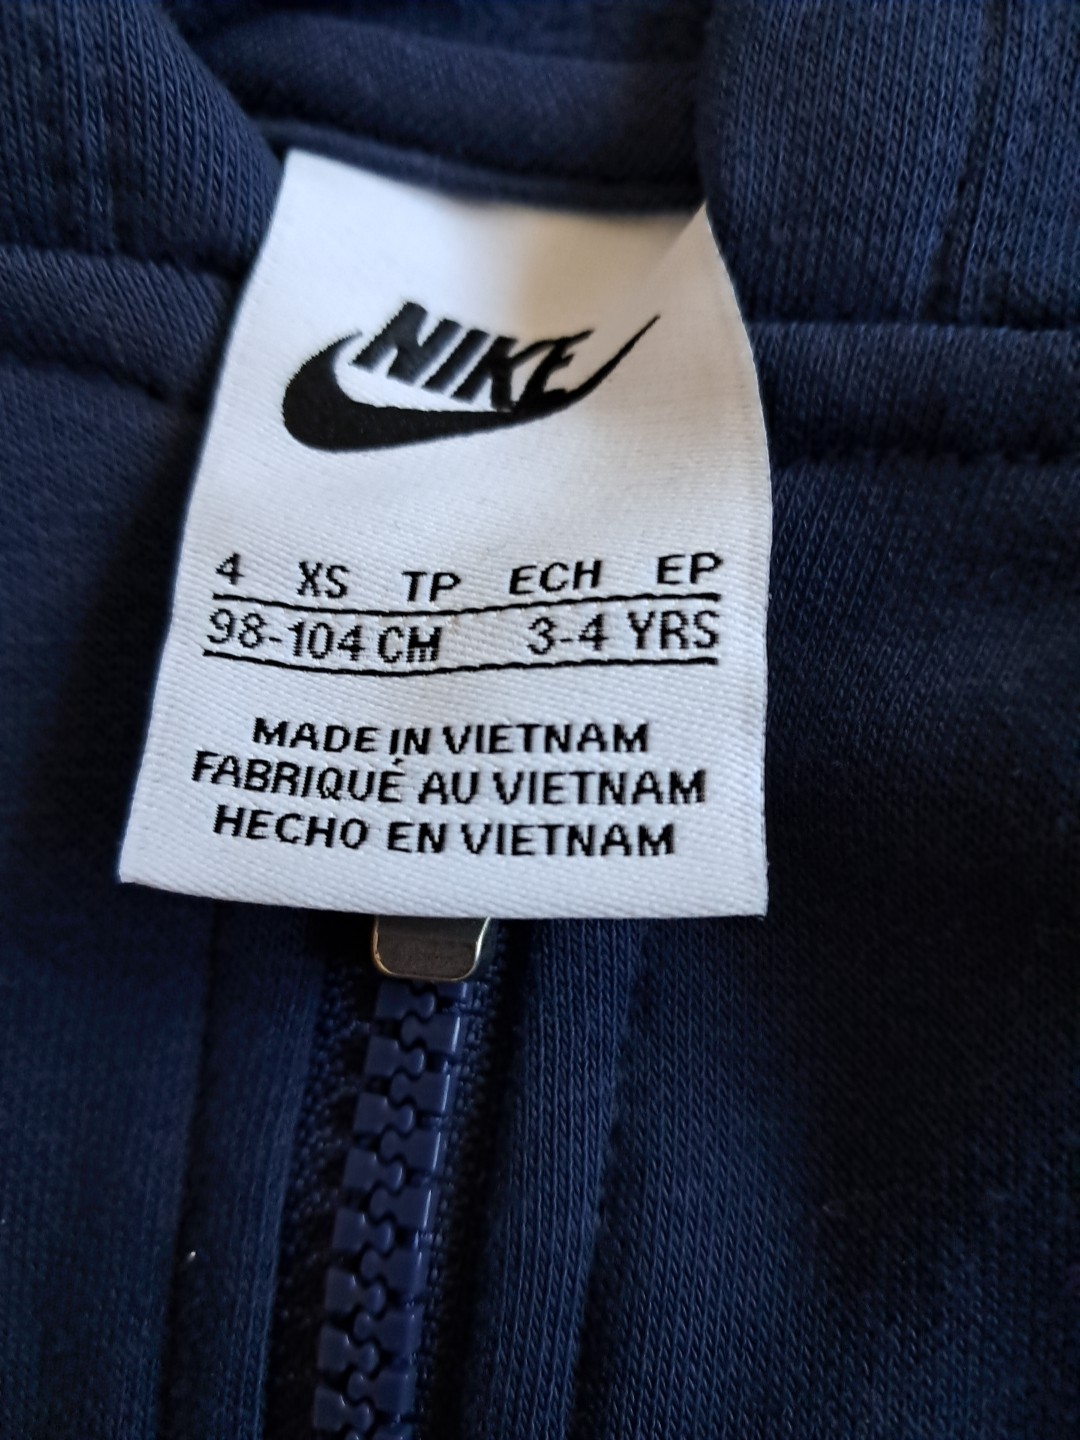 NIKE
4 XS TP ECH EP
98-104 CM 3-4 YRS
MADE IN VIETNAM
FABRIQUÉ AU VIETNAM
HECHO EN VIETNAM